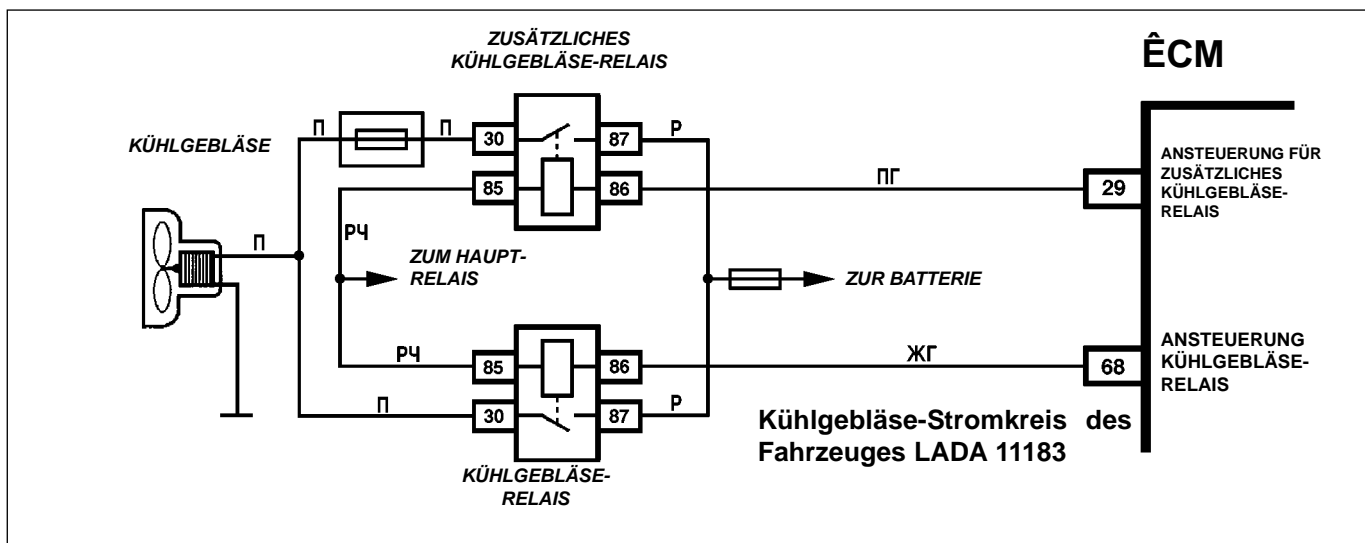 ZUSÄTZLICHES
KÜHLGEBLÄSE-RELAIS
ÊCM
KÜHLGEBLÄSE
П
П
30
87
Р
85
86
ПГ
29
ANSTEUERUNG FÜR
ZUSÄTZLICHES
KÜHLGEBLÄSE-
RELAIS
П
РЧ
ZUM HAUPT-
RELAIS
ZUR BATTERIE
РЧ
85
86
ЖГ
68
ANSTEUERUNG
KÜHLGEBLÄSE-
RELAIS
П
30
87
Р
KÜHLGEBLÄSE-
RELAIS
Kühlgebläse-Stromkreis des
Fahrzeuges LADA 11183